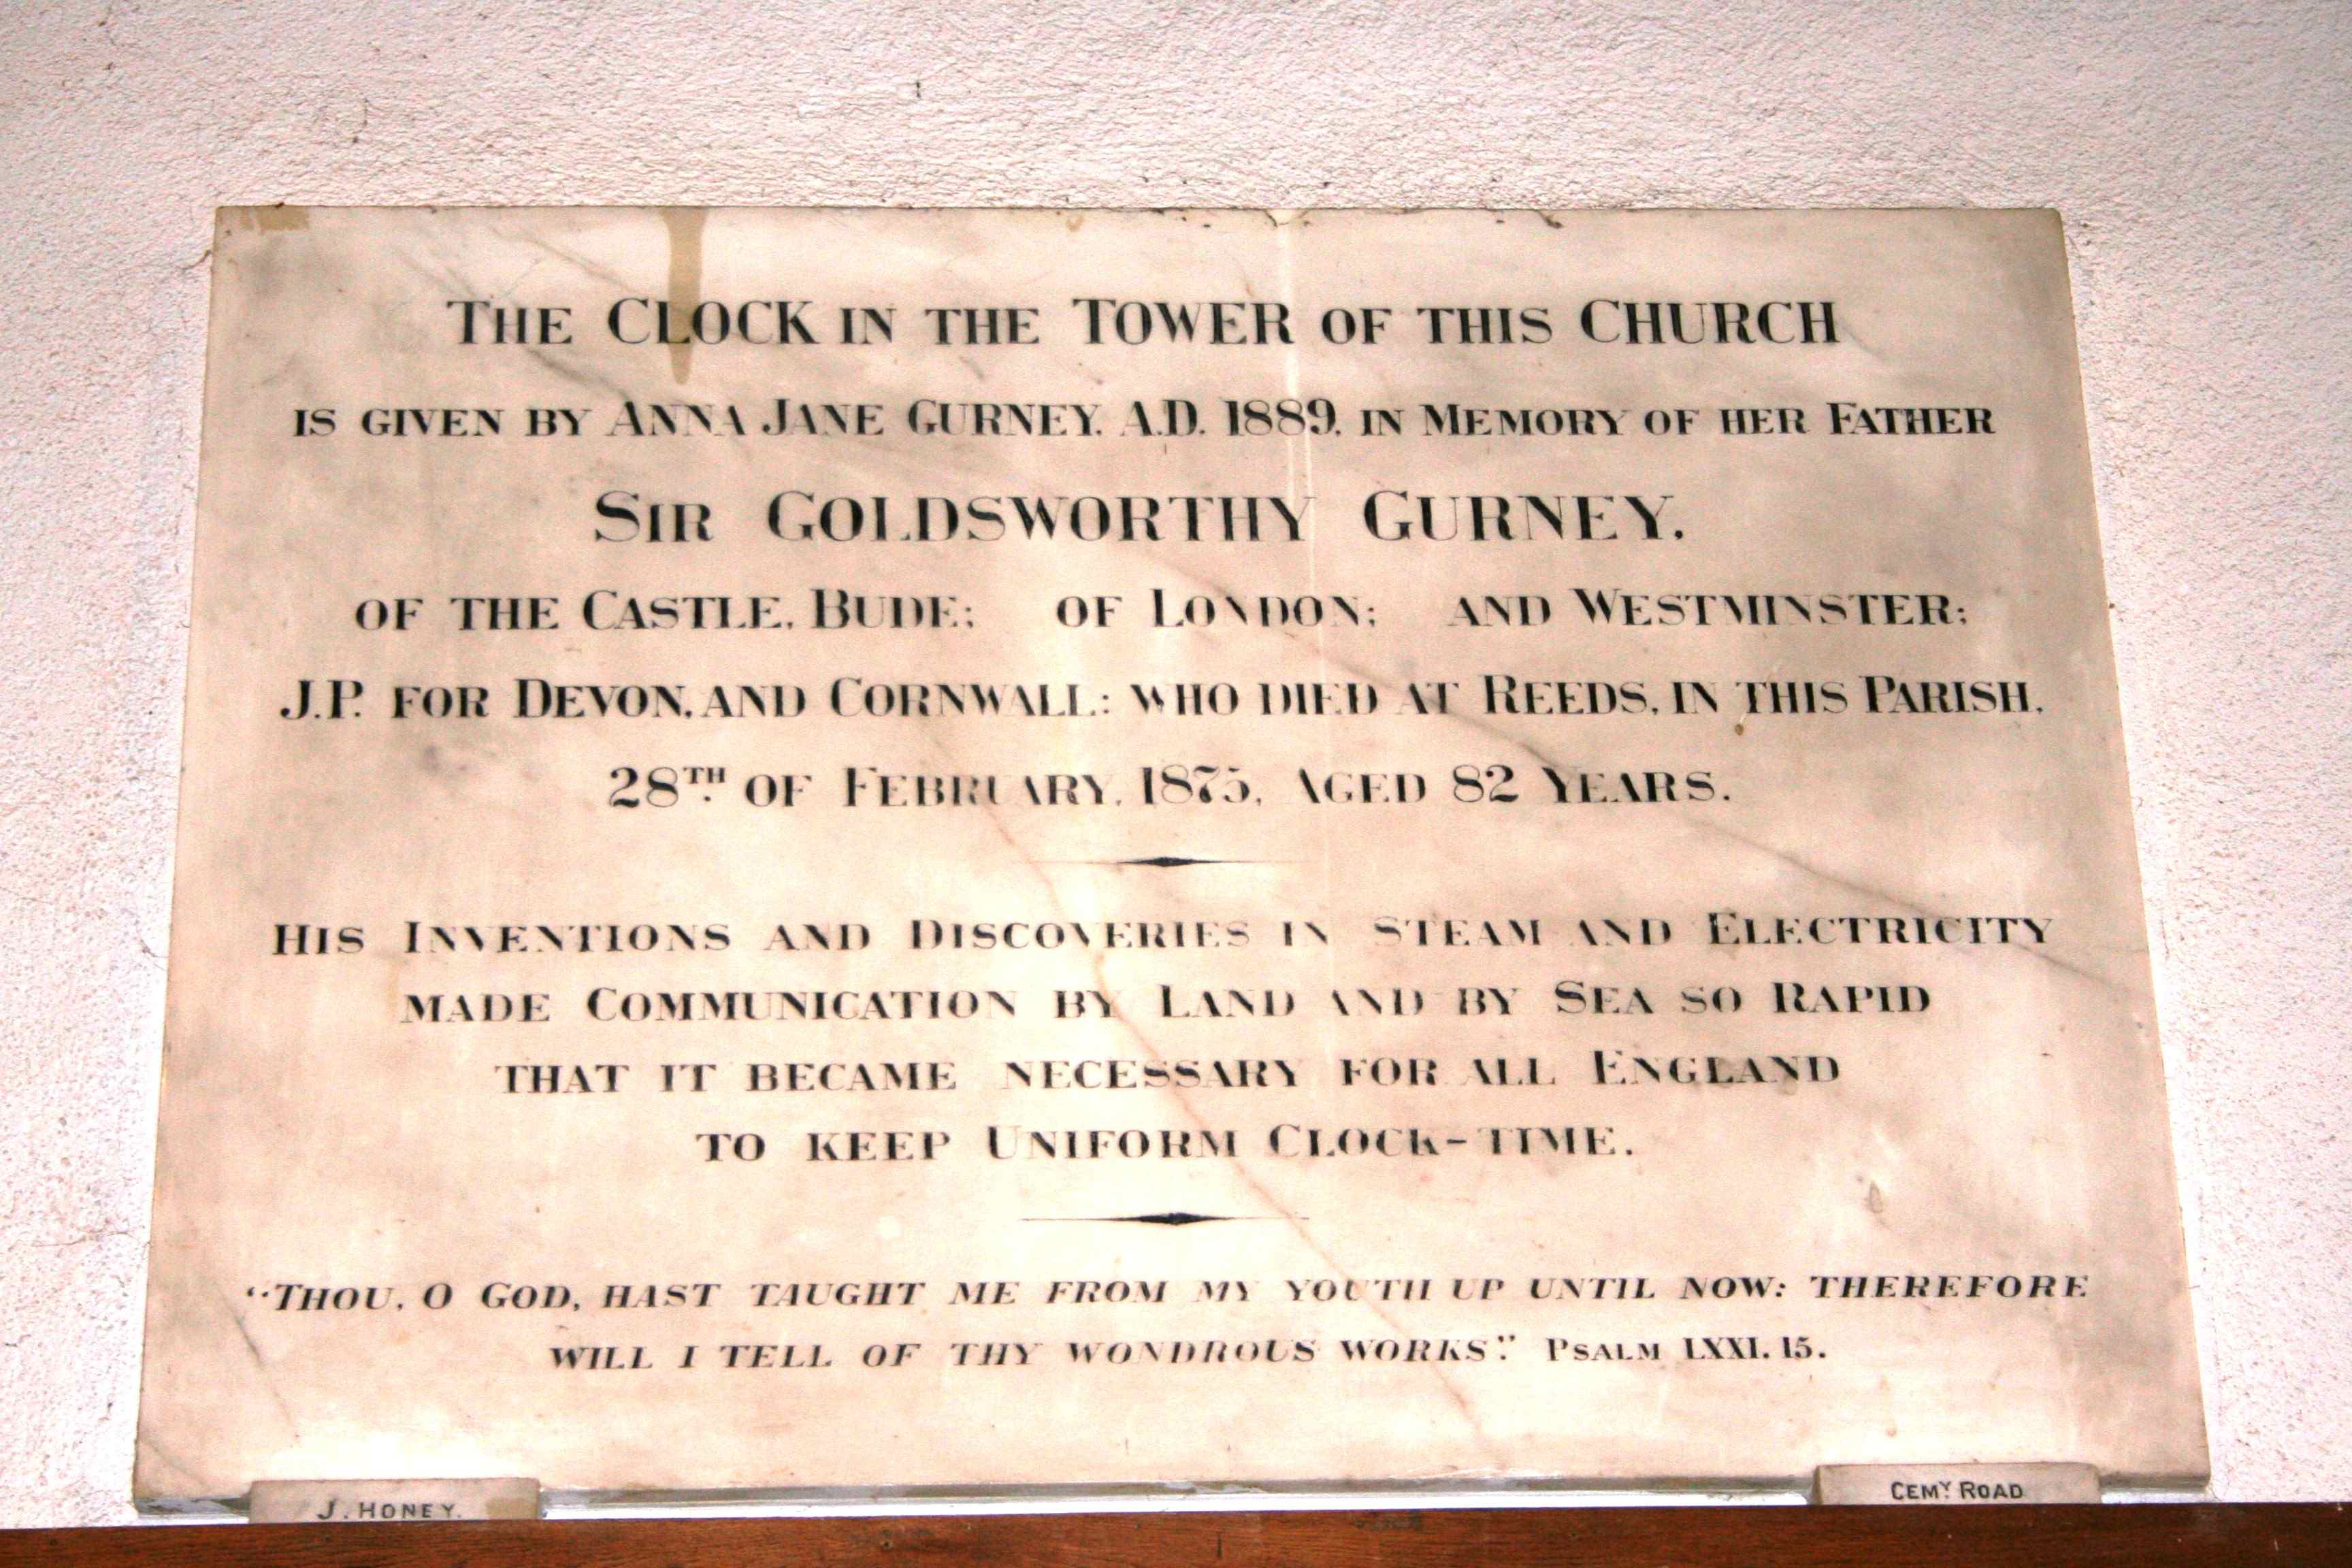 THE CLOCK IN THE TOWER OF THIS CHURCH
IS GIVEN BY ANNA JANE GURNEY. A.D. 1889. IN MEMORY OF HER FATHER
SIR GOLDSWORTHY GURNEY.
OF THE CASTLE, BUDE; OF LONDON; AND WESTMINSTER;
J.P. FOR DEVON, AND CORNWALL: WHO DIED AT REEDS, IN THIS PARISH,
28TH OF FEBRUARY, 1875, AGED 82 YEARS.
HIS INVENTIONS AND DISCOVERIES IN STEAM AND ELECTRICITY
MADE COMMUNICATION BY LAND AND BY SEA SO RAPID
THAT IT BECAME NECESSARY FOR ALL ENGLAND
TO KEEP UNIFORM CLOCK-TIME.
"THOU, O GOD, HAST TAUGHT ME FROM MY YOUTH UP UNTIL NOW: THEREFORE
WILL I TELL OF THY WONDROUS WORKS." PSALM LXXI. 15.
J. HONEY. CEMY. ROAD